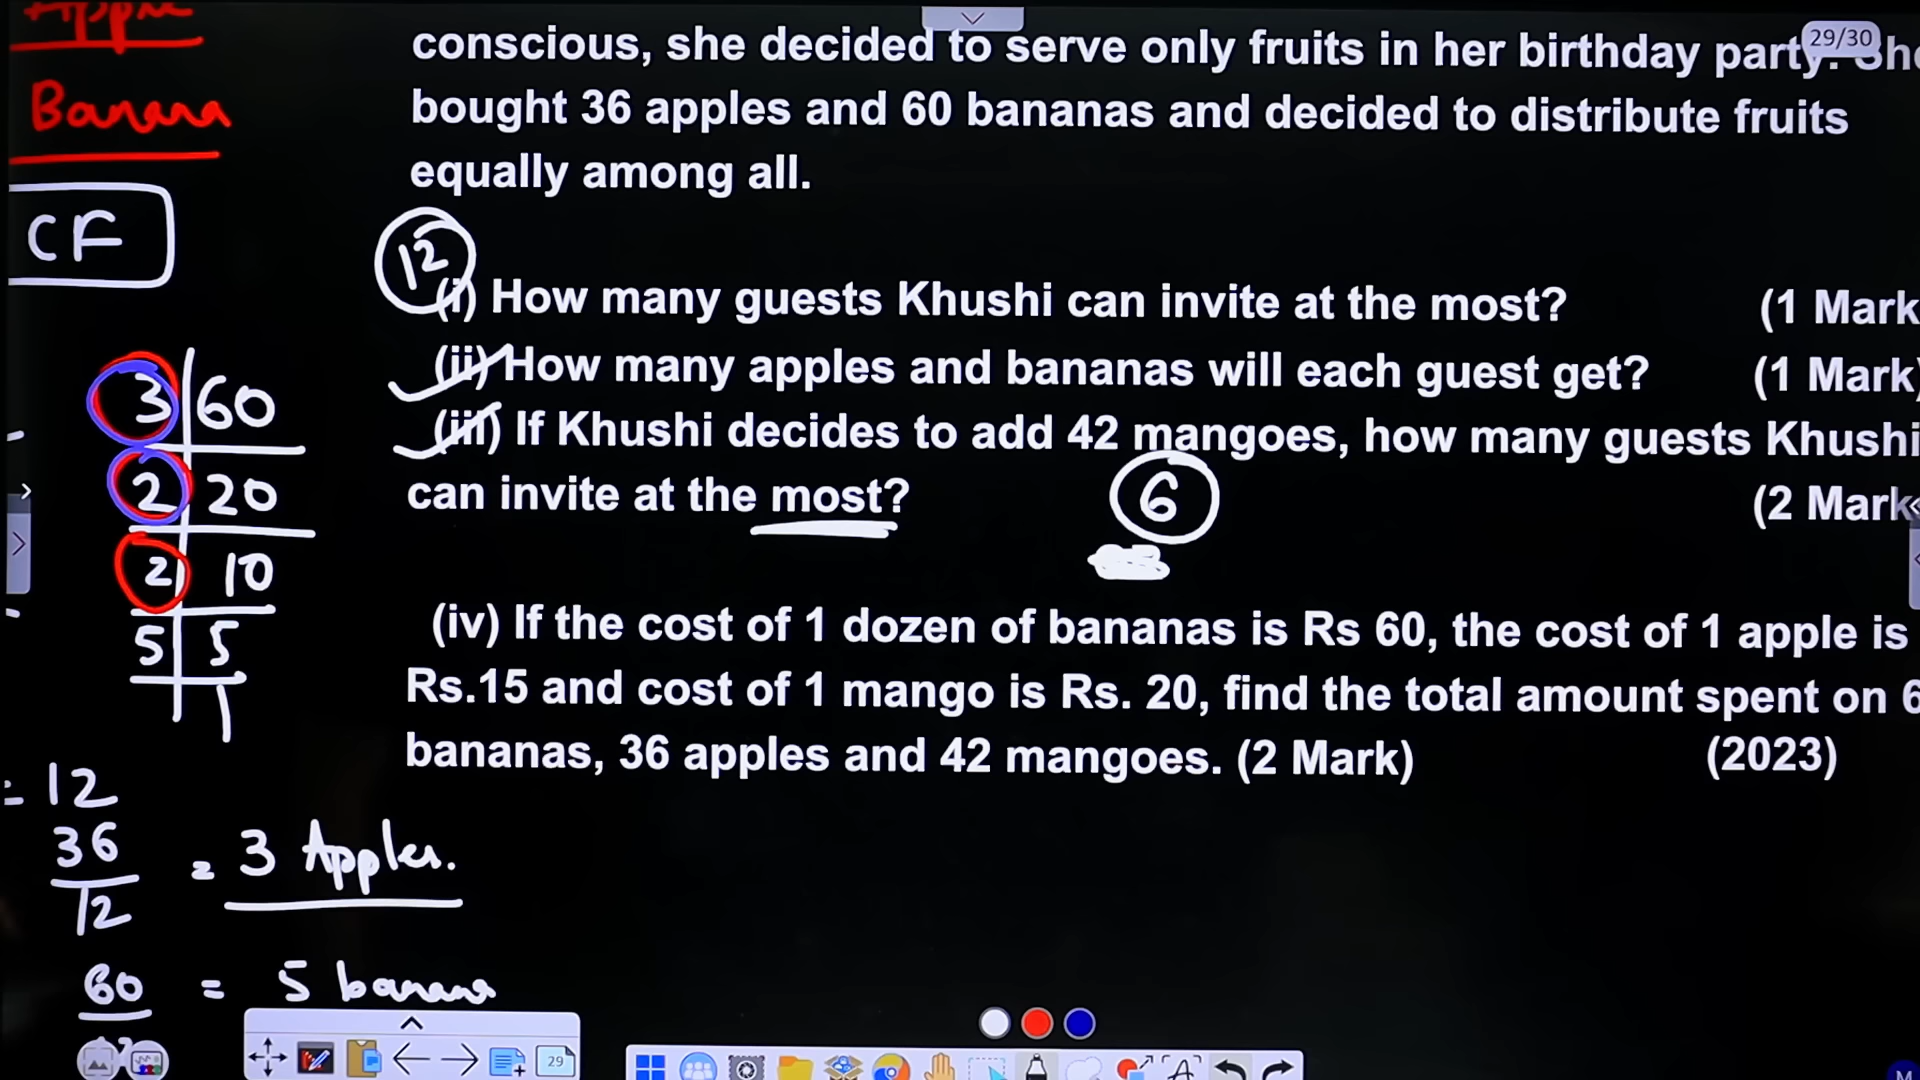 Apple
Banana
CF
conscious, she decided to serve only fruits in her birthday party. She
29/30
bought 36 apples and 60 bananas and decided to distribute fruits
equally among all.
12
(i) How many guests Khushi can invite at the most? (1 Mark
(ii) How many apples and bananas will each guest get? (1 Mark)
(iii) If Khushi decides to add 42 mangoes, how many guests Khushi
can invite at the most? (2 Mark
6
(iv) If the cost of 1 dozen of bananas is Rs 60, the cost of 1 apple is
Rs.15 and cost of 1 mango is Rs. 20, find the total amount spent on 6
bananas, 36 apples and 42 mangoes. (2 Mark) (2023)
3 60
2 20
2 10
5 5
1
= 12
36
12
= 3 Apples.
60 = 5 banana
29